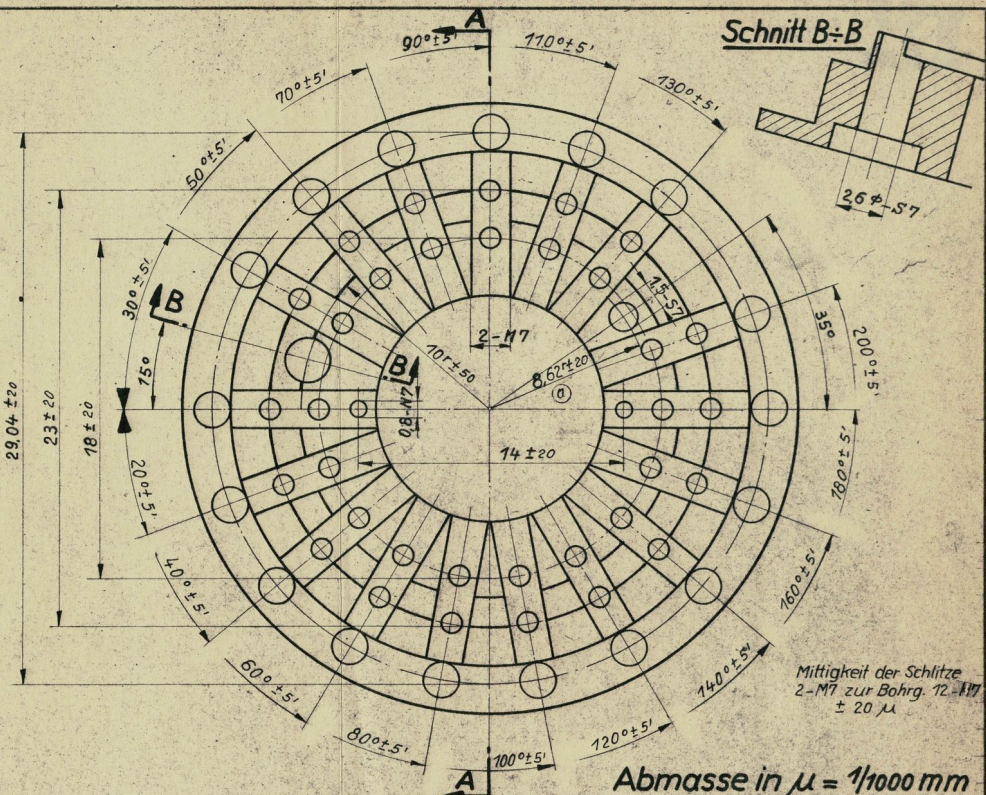 A
Schnitt B÷B
90°±5'
110°±5'
70°±5'
130°±5'
50°±5'
26 ϕ-S7
30°±5'
B
15°
1,5-S7
35°
200°±5'
2-M7
10r±50
8,62r±20
a
B
0,8-N7
29,04 ±20
23 ±20
18 ±20
14 ±20
180°±5'
20°±5'
160°±5'
40°±5'
140°±5'
60°±5'
120°±5'
80°±5'
100°±5'
Mittigkeit der Schlitze
2-M7 zur Bohrg. 12-M7
± 20 μ
A
Abmasse in μ = 1/1000 mm